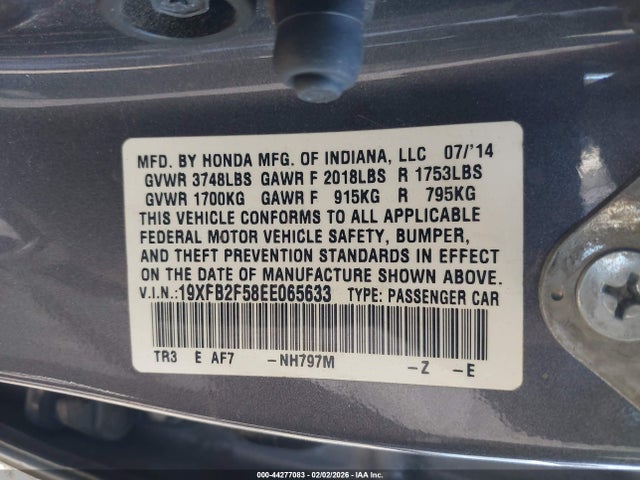 MFD. BY HONDA MFG. OF INDIANA, LLC 07/'14
GVWR 3748LBS GAWR F 2018LBS R 1753LBS
GVWR 1700KG GAWR F 915KG R 795KG
THIS VEHICLE CONFORMS TO ALL APPLICABLE
FEDERAL MOTOR VEHICLE SAFETY, BUMPER,
AND THEFT PREVENTION STANDARDS IN EFFECT
ON THE DATE OF MANUFACTURE SHOWN ABOVE.
V.I.N.:19XFB2F58EE065633 TYPE: PASSENGER CAR
TR3 E AF7 -NH797M -Z -E
000-44277083 - 02/02/2026 - IAA Inc.